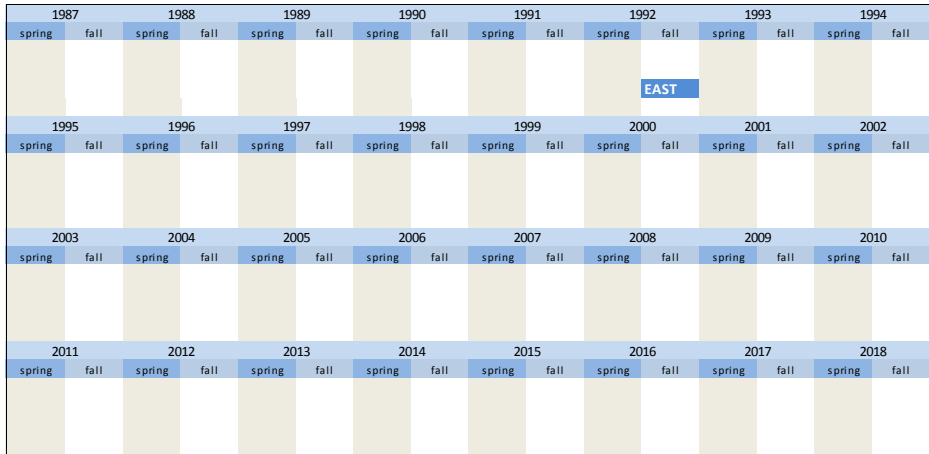 1987 1988 1989 1990 1991 1992 1993 1994
spring fall spring fall spring fall spring fall spring fall spring fall spring fall spring fall
EAST
1995 1996 1997 1998 1999 2000 2001 2002
spring fall spring fall spring fall spring fall spring fall spring fall spring fall spring fall
2003 2004 2005 2006 2007 2008 2009 2010
spring fall spring fall spring fall spring fall spring fall spring fall spring fall spring fall
2011 2012 2013 2014 2015 2016 2017 2018
spring fall spring fall spring fall spring fall spring fall spring fall spring fall spring fall